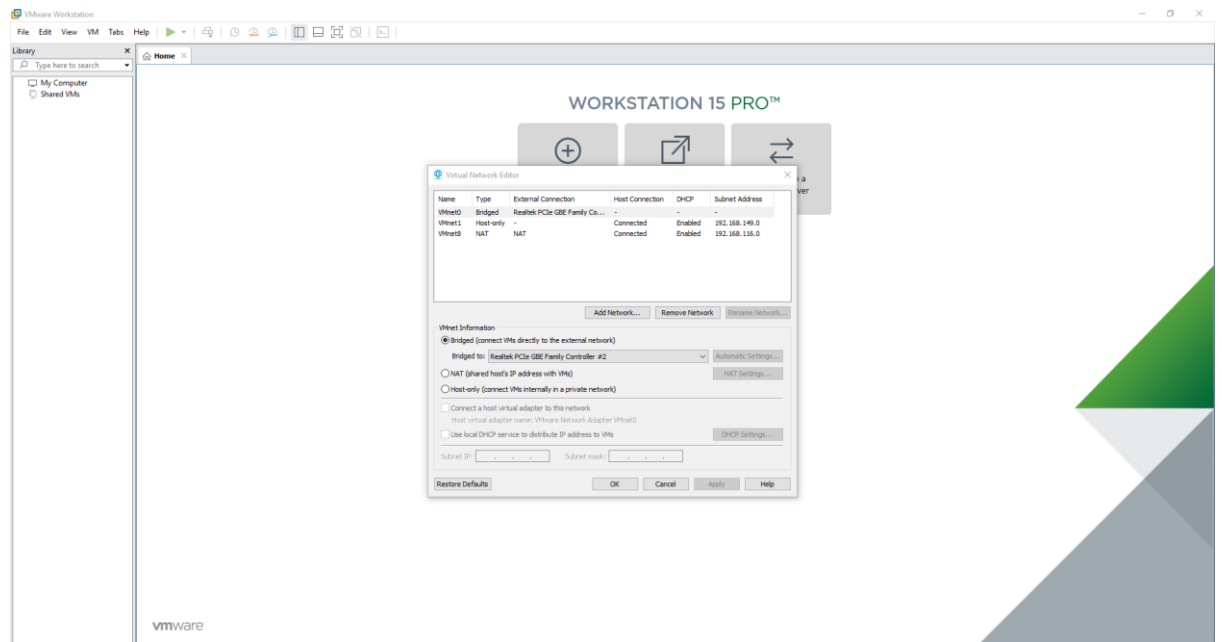 VMware Workstation
File Edit View VM Tabs Help
Library
Type here to search
Home
My Computer
Shared VMs
WORKSTATION 15 PRO™
a
ver
Virtual Network Editor
Name Type External Connection Host Connection DHCP Subnet Address
VMnet0 Bridged Realtek PCIe GBE Family Co... - - -
VMnet1 Host-only - Connected Enabled 192.168.149.0
VMnet8 NAT NAT Connected Enabled 192.168.116.0
Add Network... Remove Network Rename Network...
VMnet Information
Bridged (connect VMs directly to the external network)
Bridged to: Realtek PCIe GBE Family Controller #2 Automatic Settings...
NAT (shared host's IP address with VMs) NAT Settings...
Host-only (connect VMs internally in a private network)
Connect a host virtual adapter to this network
Host virtual adapter name: VMware Network Adapter VMnet0
Use local DHCP service to distribute IP address to VMs DHCP Settings...
Subnet IP: . . . Subnet mask: . . .
Restore Defaults OK Cancel Apply Help
vmware